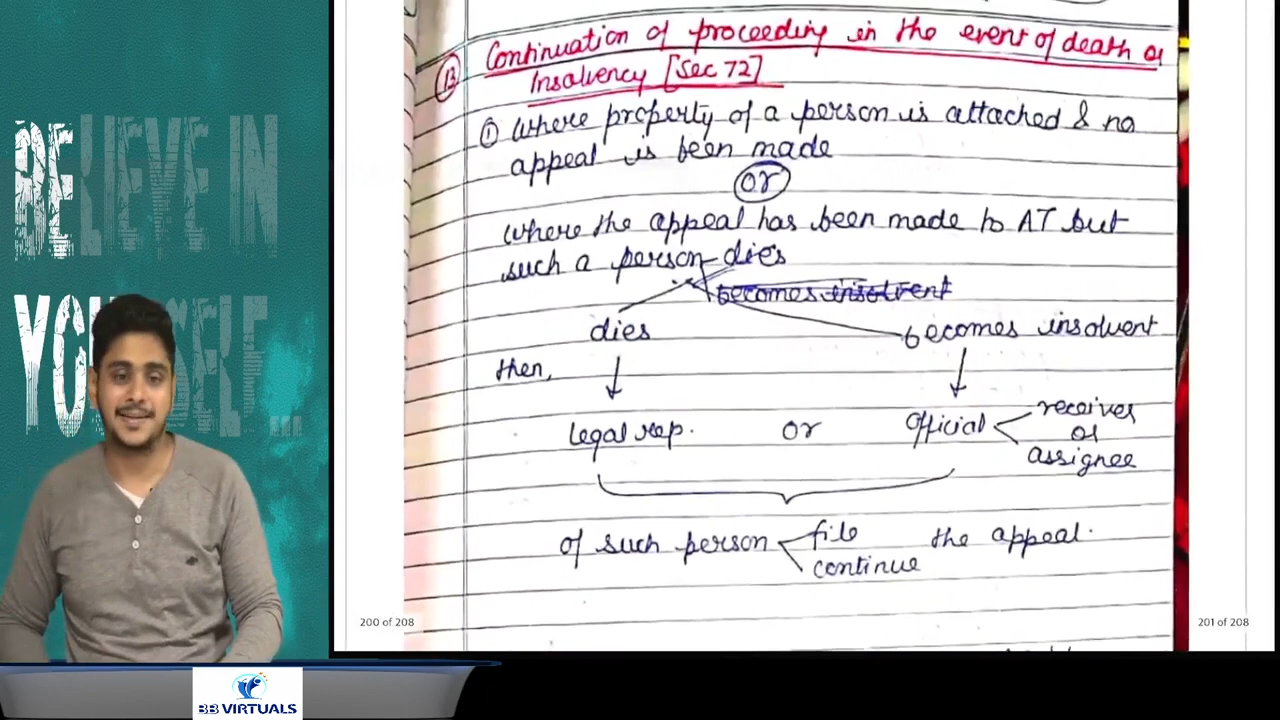 BELIEVE IN
YOURSELF...
BB VIRTUALS
13 Continuation of proceeding in the event of death or
Insolvency [Sec 72]
① Where property of a person is attached & no
appeal is been made
or
where the appeal has been made to AT but
such a person dies
becomes insolvent
dies becomes insolvent
then,
legal rep. or official receiver
or
assignee
of such person file the appeal.
continue
200 of 208
201 of 208